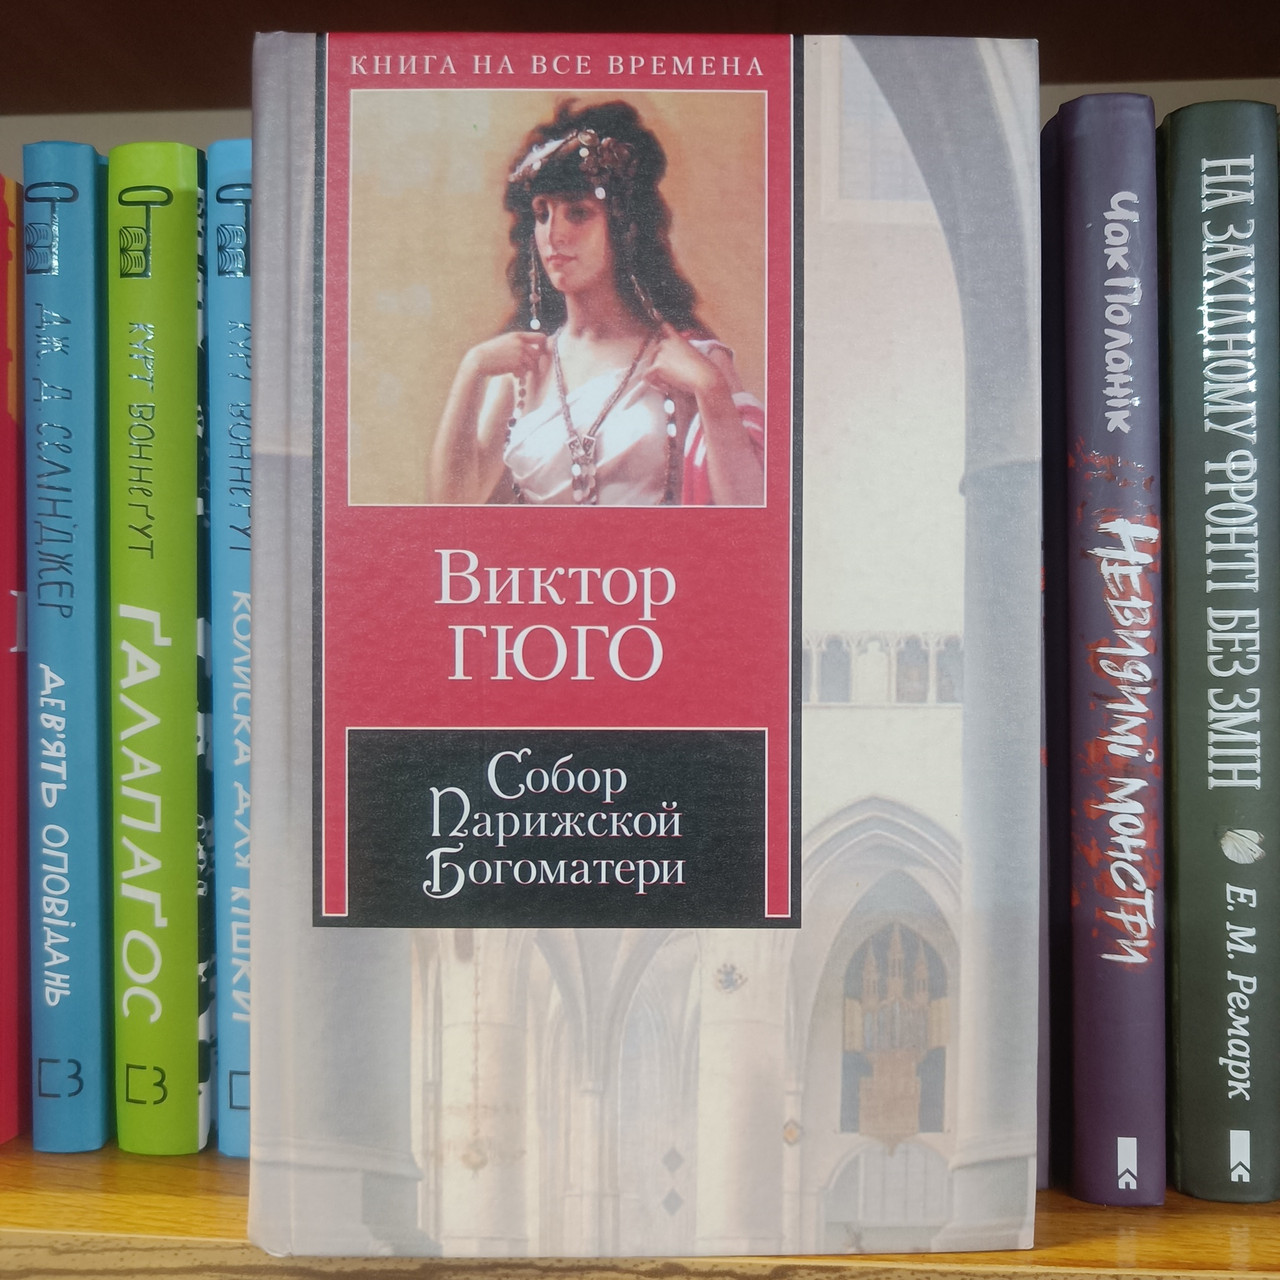 КНИГА НА ВСЕ ВРЕМЕНА
Виктор
ГЮГО
Собор
Парижской
Богоматери
ДЖ. Д. СЕЛІНДЖЕР
ДЕВ'ЯТЬ ОПОВІДАНЬ
КУРТ ВОННЕҐУТ
ҐАЛАПАҐОС
КУРТ ВОННЕҐУТ
КОЛИСКА ДЛЯ КІШКИ
Чак Поланік
Невидимі монстри
НА ЗАХІДНОМУ ФРОНТІ БЕЗ ЗМІН
Е. М. Ремарк